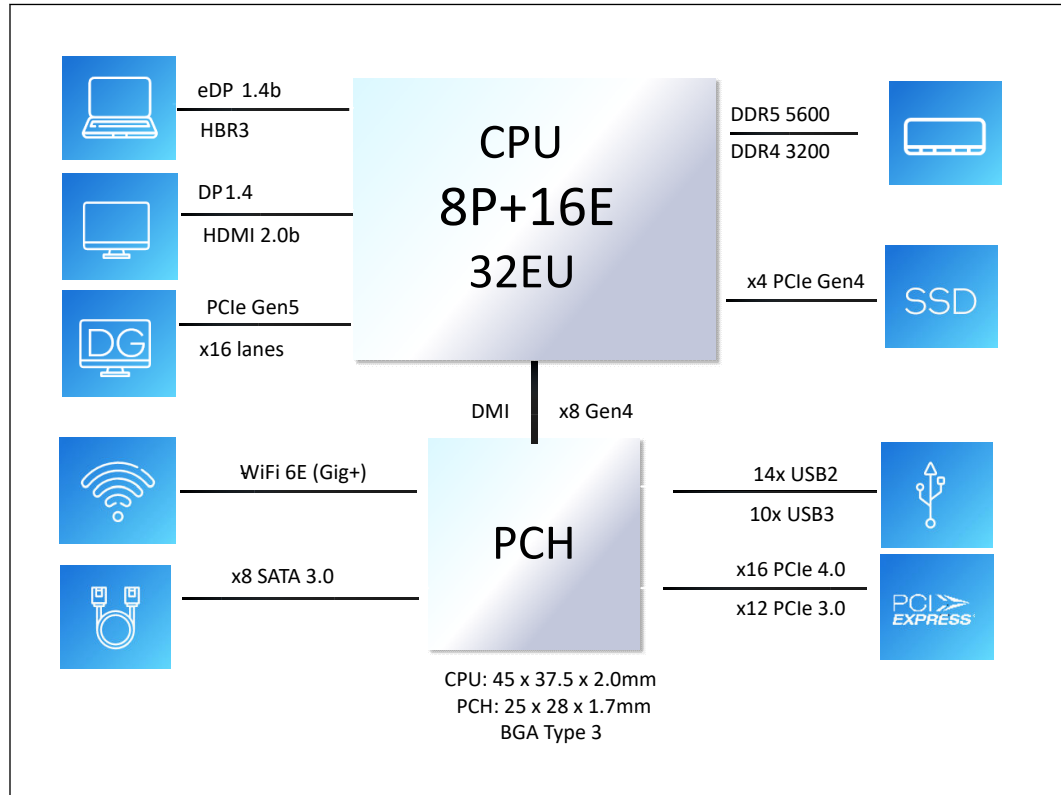 eDP 1.4b
HBR3
DP1.4
HDMI 2.0b
PCIe Gen5
DG
x16 lanes
CPU
8P+16E
32EU
DDR5 5600
DDR4 3200
x4 PCIe Gen4
SSD
DMI
x8 Gen4
WiFi 6E (Gig+)
x8 SATA 3.0
PCH
14x USB2
10x USB3
x16 PCIe 4.0
x12 PCIe 3.0
PCI
EXPRESS
CPU: 45 x 37.5 x 2.0mm
PCH: 25 x 28 x 1.7mm
BGA Type 3